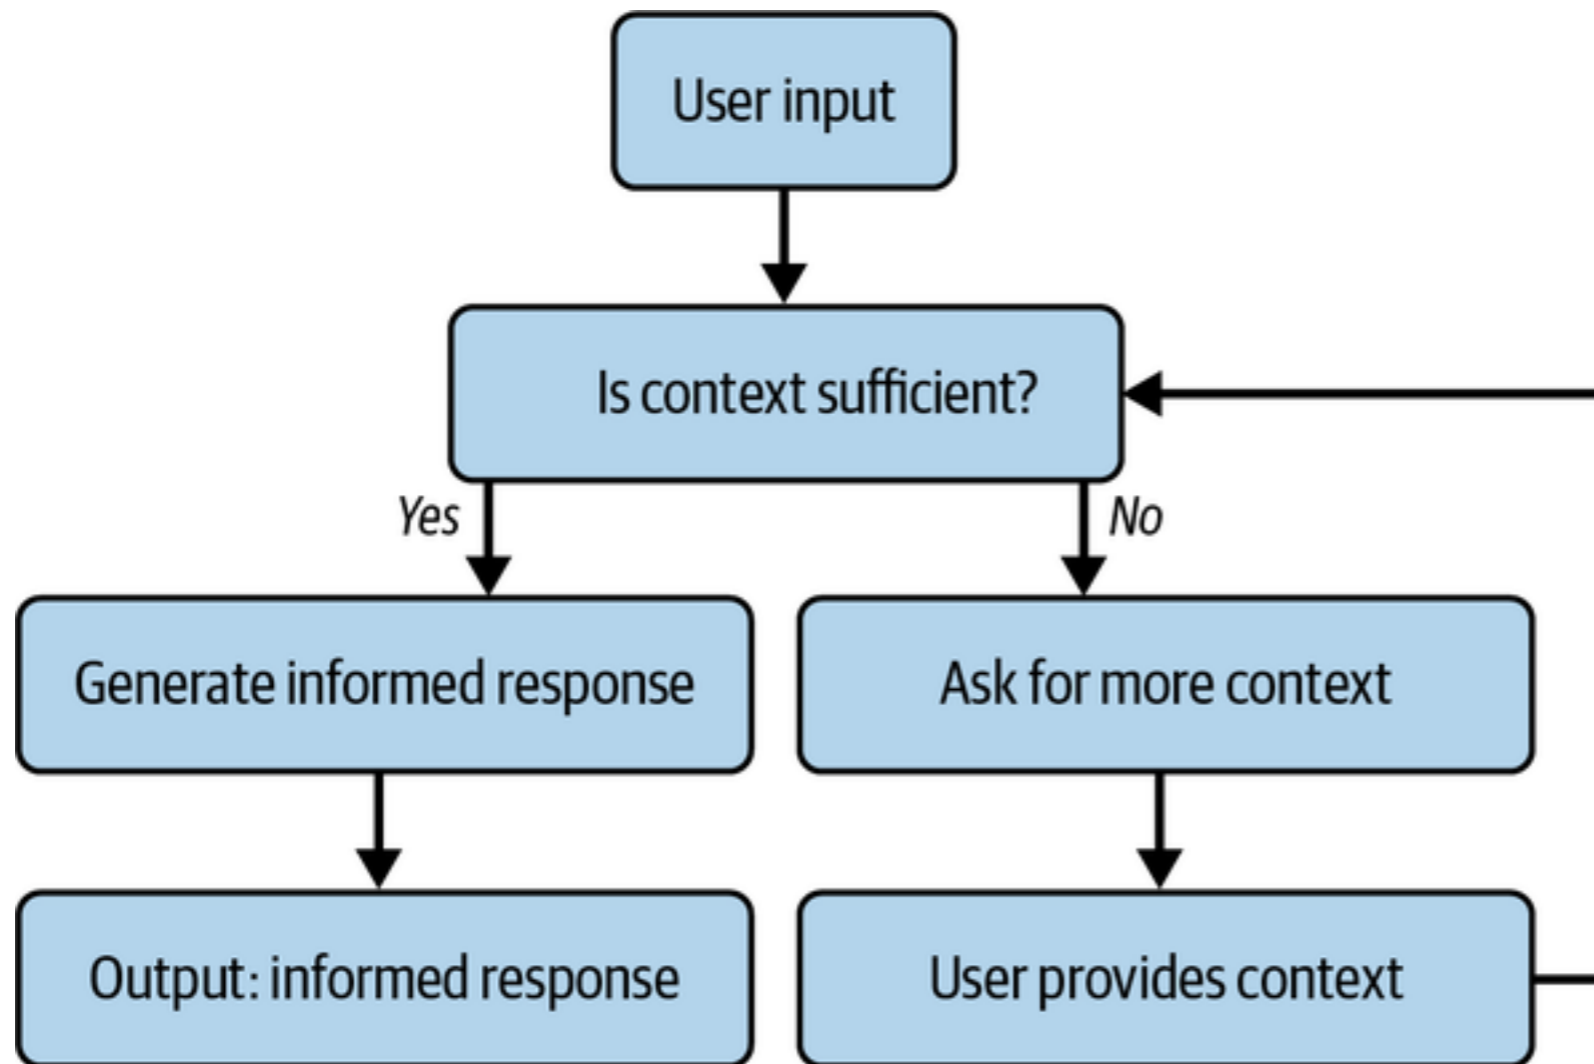 User input
Is context sufficient?
Yes
No
Generate informed response
Ask for more context
Output: informed response
User provides context